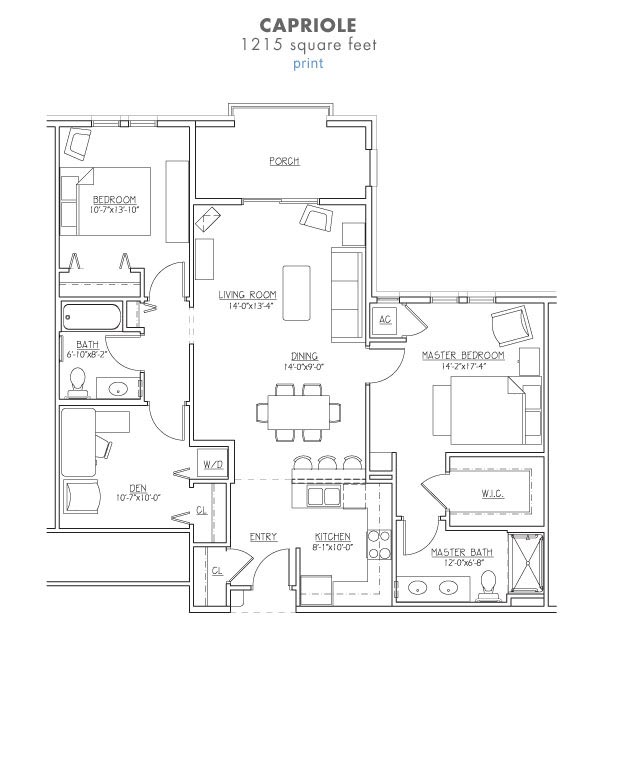 CAPRIOLE
1215 square feet
print
PORCH
BEDROOM
10'-7"x13'-10"
LIVING ROOM
14'-0"x13'-4"
AC
BATH
6'-10"x8'-2"
DINING
14'-0"x9'-0"
MASTER BEDROOM
14'-2"x17'-4"
W/D
DEN
10'-7"x10'-0"
W.I.C.
CL
ENTRY
KITCHEN
8'-1"x10'-0"
MASTER BATH
12'-0"x6'-8"
CL